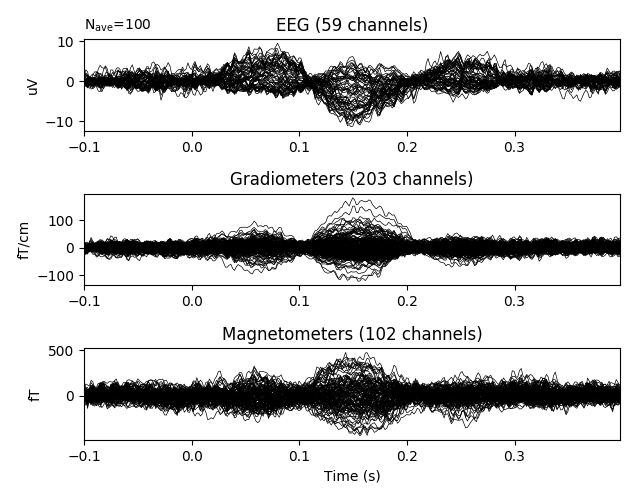 N_ave=100
EEG (59 channels)
10
0
−10
uV
−0.1 0.0 0.1 0.2 0.3
Gradiometers (203 channels)
100
0
−100
fT/cm
−0.1 0.0 0.1 0.2 0.3
Magnetometers (102 channels)
500
0
fT
−0.1 0.0 0.1 0.2 0.3
Time (s)